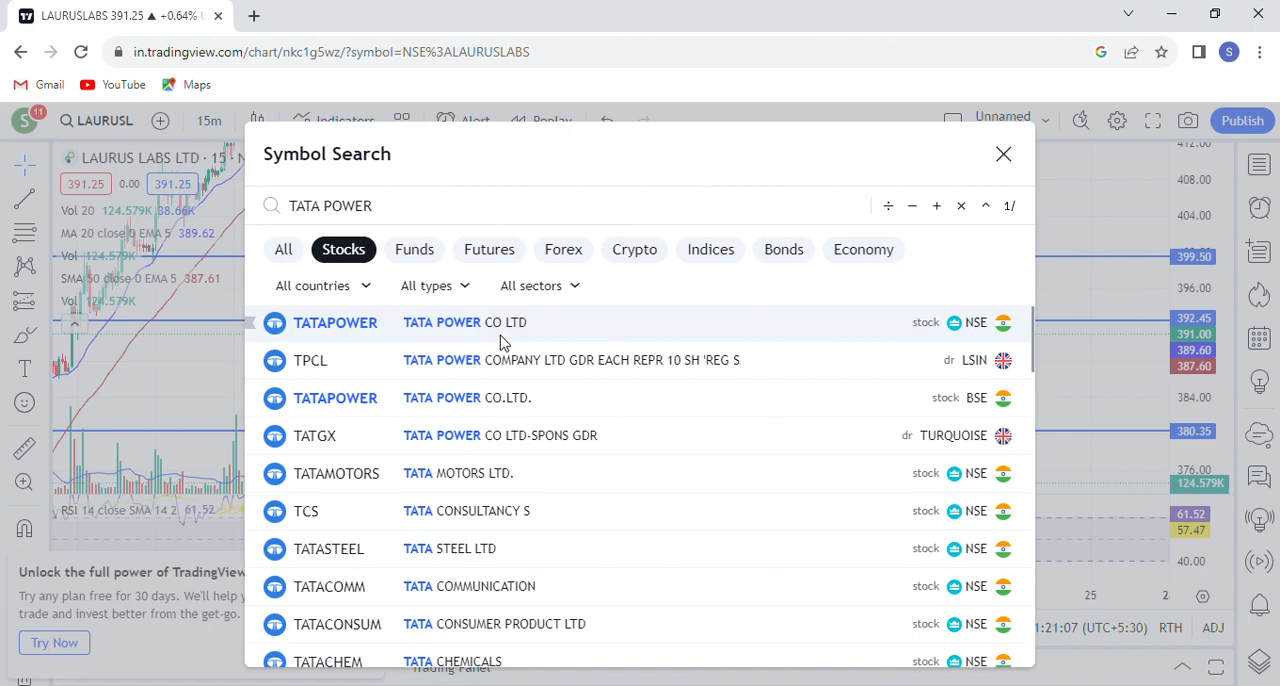 LAURUSLABS 391.25 ▲ +0.64%
in.tradingview.com/chart/nkc1g5wz/?symbol=NSE%3ALAURUSLABS
S
Gmail YouTube Maps
S 11 LAURUSL 15m Indicators Alert Replay Unnamed Publish
LAURUS LABS LTD · 15 · N
391.25 0.00 391.25
Vol 20 124.579K 38.66K
MA 20 close 0 EMA 5 389.62
Vol 124.579K
SMA 50 close 0 EMA 5 387.61
Vol 124.579K
RSI 14 close SMA 14 2 61.52 57.4
Symbol Search
TATA POWER ÷ − + × ^ 1/
All Stocks Funds Futures Forex Crypto Indices Bonds Economy
All countries All types All sectors
TATAPOWER TATA POWER CO LTD stock NSE
TPCL TATA POWER COMPANY LTD GDR EACH REPR 10 SH 'REG S dr LSIN
TATAPOWER TATA POWER CO.LTD. stock BSE
TATGX TATA POWER CO LTD-SPONS GDR dr TURQUOISE
TATAMOTORS TATA MOTORS LTD. stock NSE
TCS TATA CONSULTANCY S stock NSE
TATASTEEL TATA STEEL LTD stock NSE
TATACOMM TATA COMMUNICATION stock NSE
TATACONSUM TATA CONSUMER PRODUCT LTD stock NSE
TATACHEM TATA CHEMICALS stock NSE
412.00
408.00
404.00
399.50
396.00
392.45
391.00
389.60
387.60
384.00
380.35
376.00
124.579K
61.52
57.47
40.00
25 2
1:21:07 (UTC+5:30) RTH ADJ
Unlock the full power of TradingView
Try any plan free for 30 days. We'll help y
trade and invest better from the get-go.
Try Now
Trading Panel